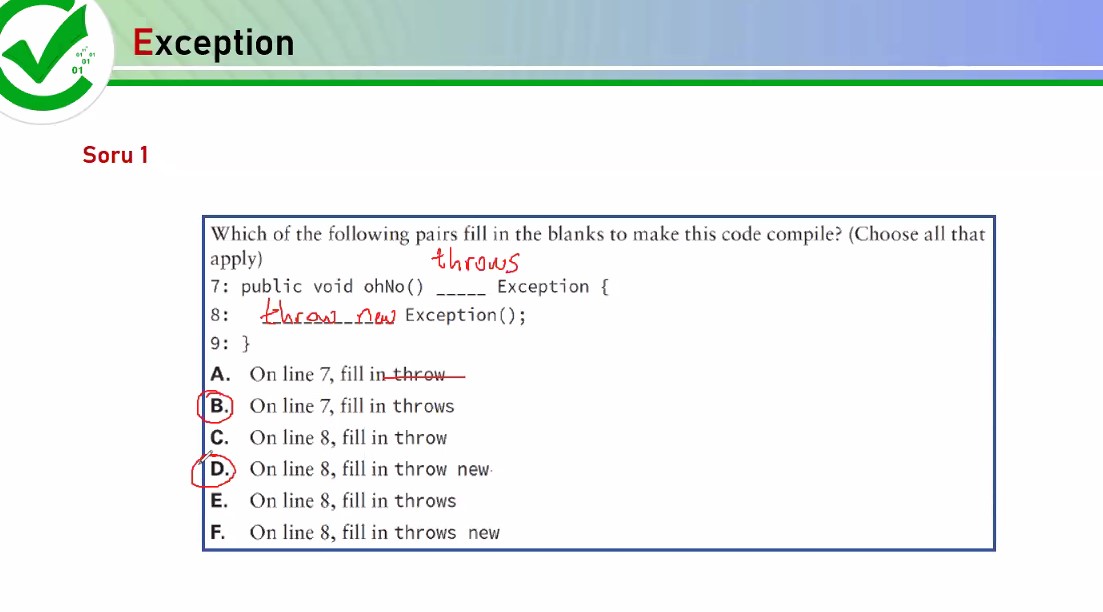 Exception
01 01
01
01
Soru 1
Which of the following pairs fill in the blanks to make this code compile? (Choose all that
apply)
throws
7: public void ohNo() _____ Exception {
8: throw new Exception();
9: }
A. On line 7, fill in throw
B. On line 7, fill in throws
C. On line 8, fill in throw
D. On line 8, fill in throw new
E. On line 8, fill in throws
F. On line 8, fill in throws new